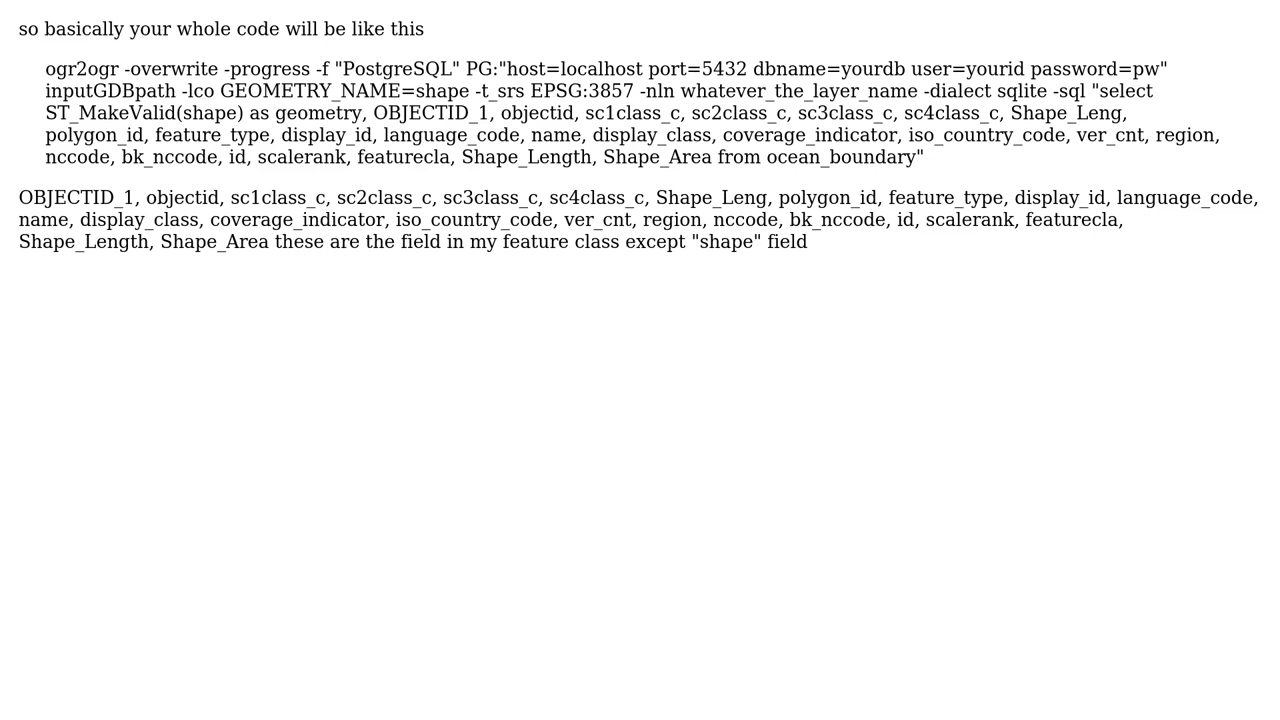 so basically your whole code will be like this
ogr2ogr -overwrite -progress -f "PostgreSQL" PG:"host=localhost port=5432 dbname=yourdb user=yourid password=pw"
inputGDBpath -lco GEOMETRY_NAME=shape -t_srs EPSG:3857 -nln whatever_the_layer_name -dialect sqlite -sql "select
ST_MakeValid(shape) as geometry, OBJECTID_1, objectid, sc1class_c, sc2class_c, sc3class_c, sc4class_c, Shape_Leng,
polygon_id, feature_type, display_id, language_code, name, display_class, coverage_indicator, iso_country_code, ver_cnt, region,
nccode, bk_nccode, id, scalerank, featurecla, Shape_Length, Shape_Area from ocean_boundary"
OBJECTID_1, objectid, sc1class_c, sc2class_c, sc3class_c, sc4class_c, Shape_Leng, polygon_id, feature_type, display_id, language_code,
name, display_class, coverage_indicator, iso_country_code, ver_cnt, region, nccode, bk_nccode, id, scalerank, featurecla,
Shape_Length, Shape_Area these are the field in my feature class except "shape" field